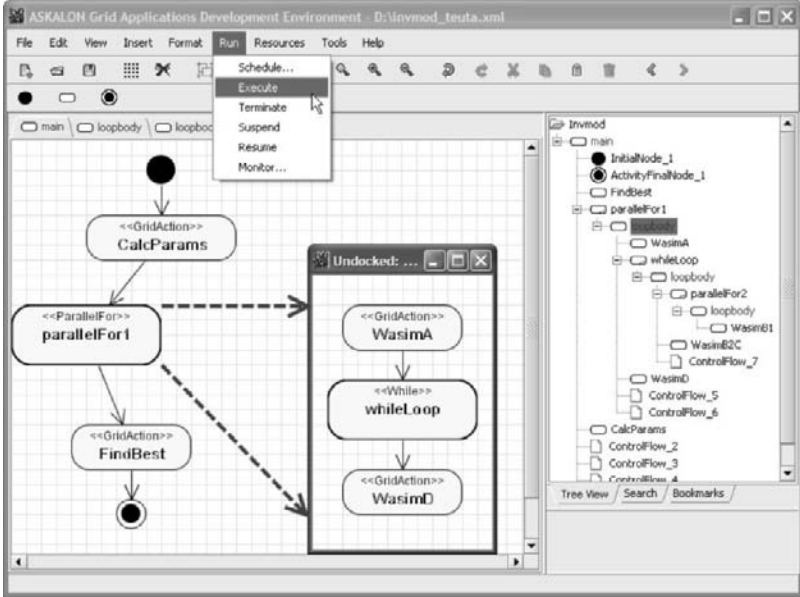 ASKALON Grid Applications Development Environment - D:\invmod_teuta.xml
File Edit View Insert Format Run Resources Tools Help
Schedule...
Execute
Terminate
Suspend
Resume
Monitor...
main loopbody
<<GridAction>>
CalcParams
<<ParallelFor>>
parallelFor1
<<GridAction>>
FindBest
Undocked: ...
<<GridAction>>
WasimA
<<While>>
whileLoop
<<GridAction>>
WasimD
Invmod
main
InitialNode_1
ActivityFinalNode_1
FindBest
parallelFor1
loopbody
WasimA
whileLoop
loopbody
parallelFor2
loopbody
WasimB1
WasimB2C
ControlFlow_7
WasimD
ControlFlow_5
ControlFlow_6
CalcParams
ControlFlow_2
ControlFlow_3
ControlFlow_4
Tree View Search Bookmarks